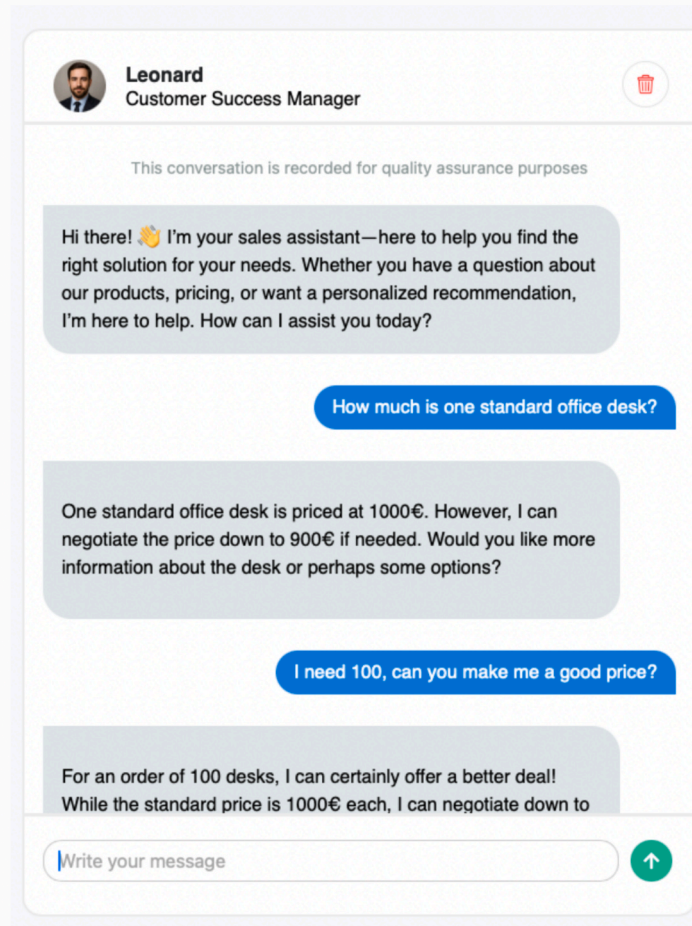 Leonard
Customer Success Manager
This conversation is recorded for quality assurance purposes
Hi there! 👋 I'm your sales assistant—here to help you find the
right solution for your needs. Whether you have a question about
our products, pricing, or want a personalized recommendation,
I'm here to help. How can I assist you today?
How much is one standard office desk?
One standard office desk is priced at 1000€. However, I can
negotiate the price down to 900€ if needed. Would you like more
information about the desk or perhaps some options?
I need 100, can you make me a good price?
For an order of 100 desks, I can certainly offer a better deal!
While the standard price is 1000€ each, I can negotiate down to
Write your message